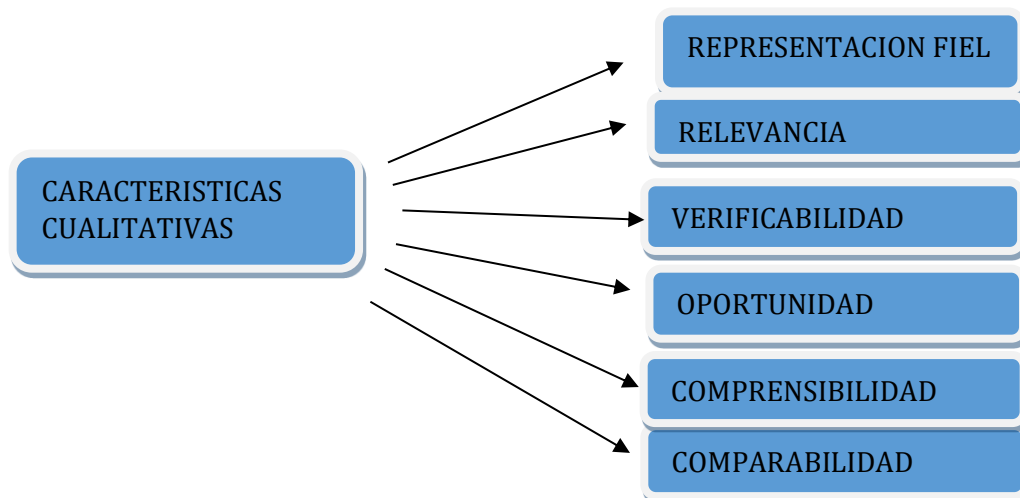 CARACTERISTICAS
CUALITATIVAS
REPRESENTACION FIEL
RELEVANCIA
VERIFICABILIDAD
OPORTUNIDAD
COMPRENSIBILIDAD
COMPARABILIDAD